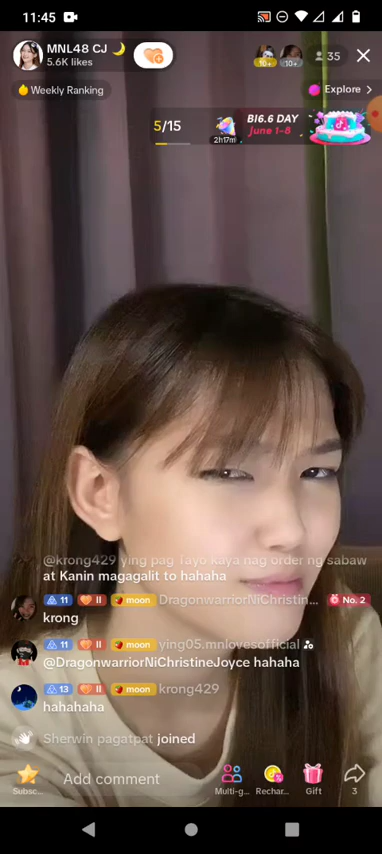 11:45
MNL48 CJ 🌙
5.6K likes
10+
10+
35
Weekly Ranking
Explore >
5/15
2h17m
BI6.6 DAY
June 1-8
@krong429 ying pag Tayo kaya nag order ng sabaw
at Kanin magagalit to hahaha
11 II moon DragonwarriorNiChristin... No. 2
krong
11 II moon ying05.mnlovesofficial
@DragonwarriorNiChristineJoyce hahaha
13 II moon krong429
hahahaha
Sherwin pagatpat joined
Subsc...
Add comment
Multi-g...
Rechar...
Gift
3